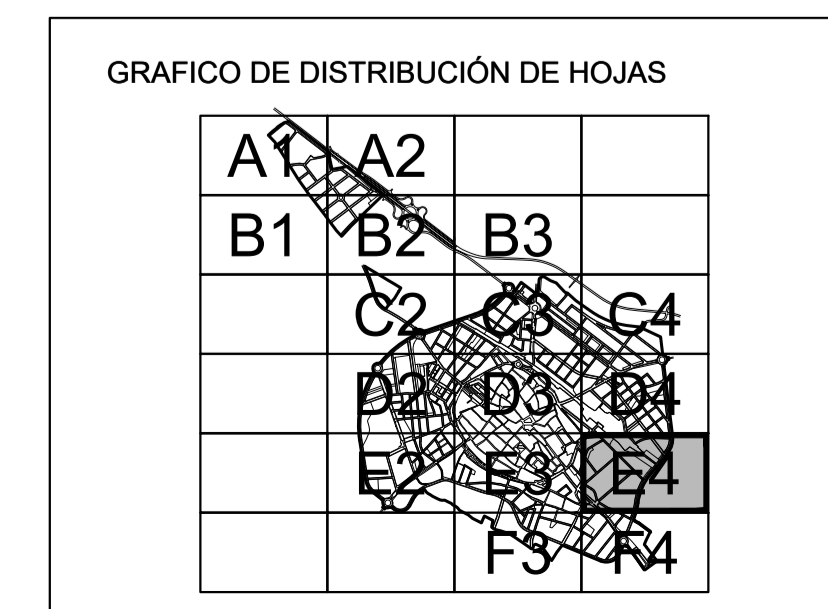 GRAFICO DE DISTRIBUCIÓN DE HOJAS
A1 A2
B1 B2 B3
C2 C3 C4
D2 D3 D4
E2 E3 E4
F3 F4